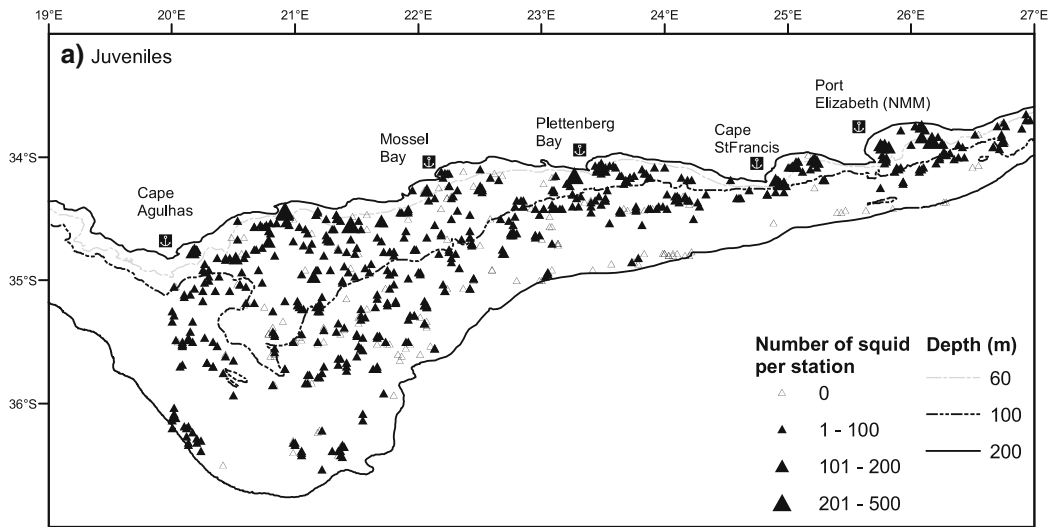 19°E 20°E 21°E 22°E 23°E 24°E 25°E 26°E 27°E
a) Juveniles
Port
Elizabeth (NMM)
Plettenberg
Bay
Mossel
Bay
Cape
StFrancis
34°S
Cape
Agulhas
35°S
36°S
Number of squid
per station
0
1 - 100
101 - 200
201 - 500
Depth (m)
60
100
200